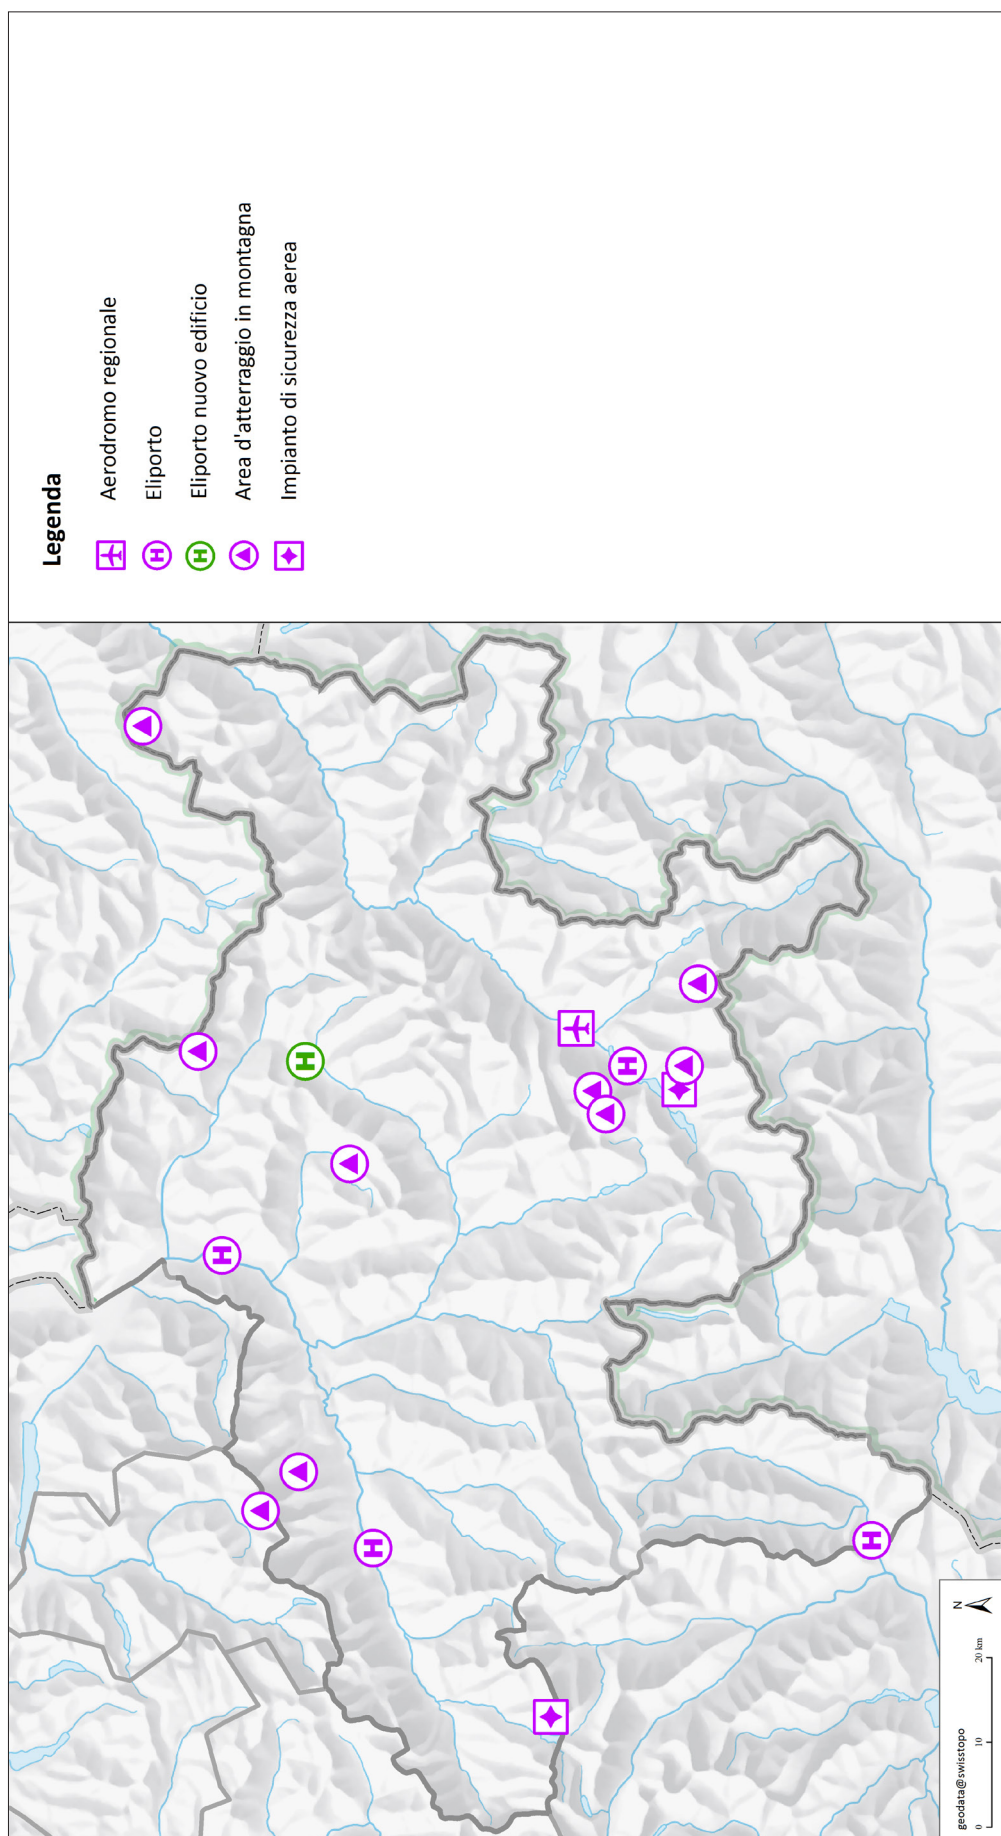 Legenda
Aerodromo regionale
H Eliporto
H Eliporto nuovo edificio
Area d'atterraggio in montagna
Impianto di sicurezza aerea
H
H
H
H
H
geodata@swisstopo
0 10 20 km
N